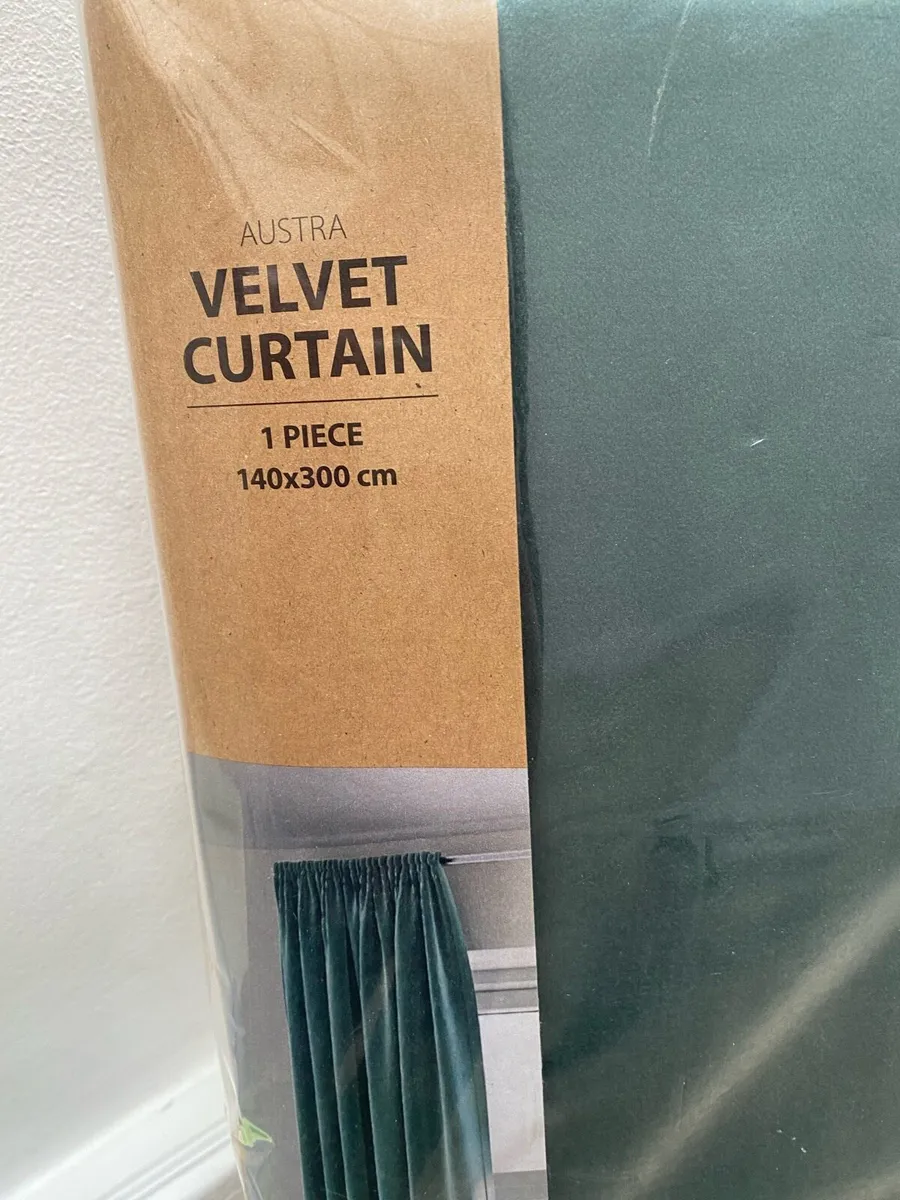 AUSTRA
VELVET
CURTAIN
1 PIECE
140x300 cm